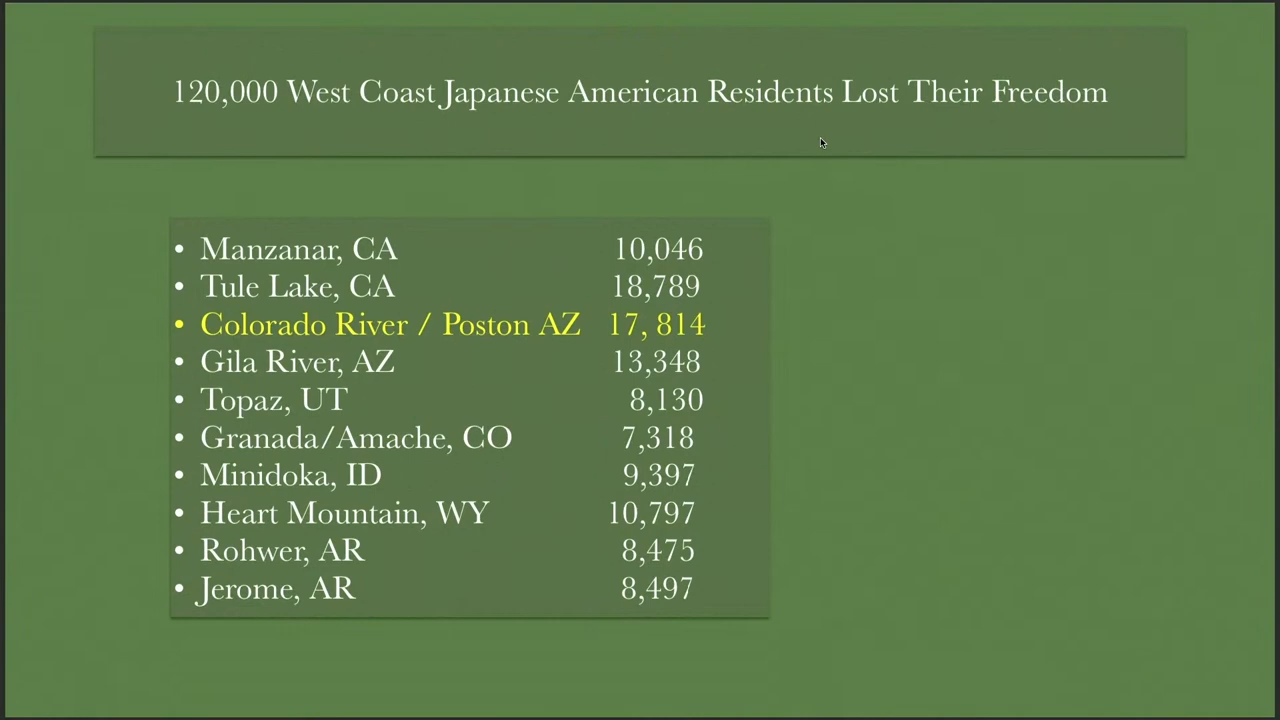 120,000 West Coast Japanese American Residents Lost Their Freedom
• Manzanar, CA 10,046
• Tule Lake, CA 18,789
• Colorado River / Poston AZ 17, 814
• Gila River, AZ 13,348
• Topaz, UT 8,130
• Granada/Amache, CO 7,318
• Minidoka, ID 9,397
• Heart Mountain, WY 10,797
• Rohwer, AR 8,475
• Jerome, AR 8,497